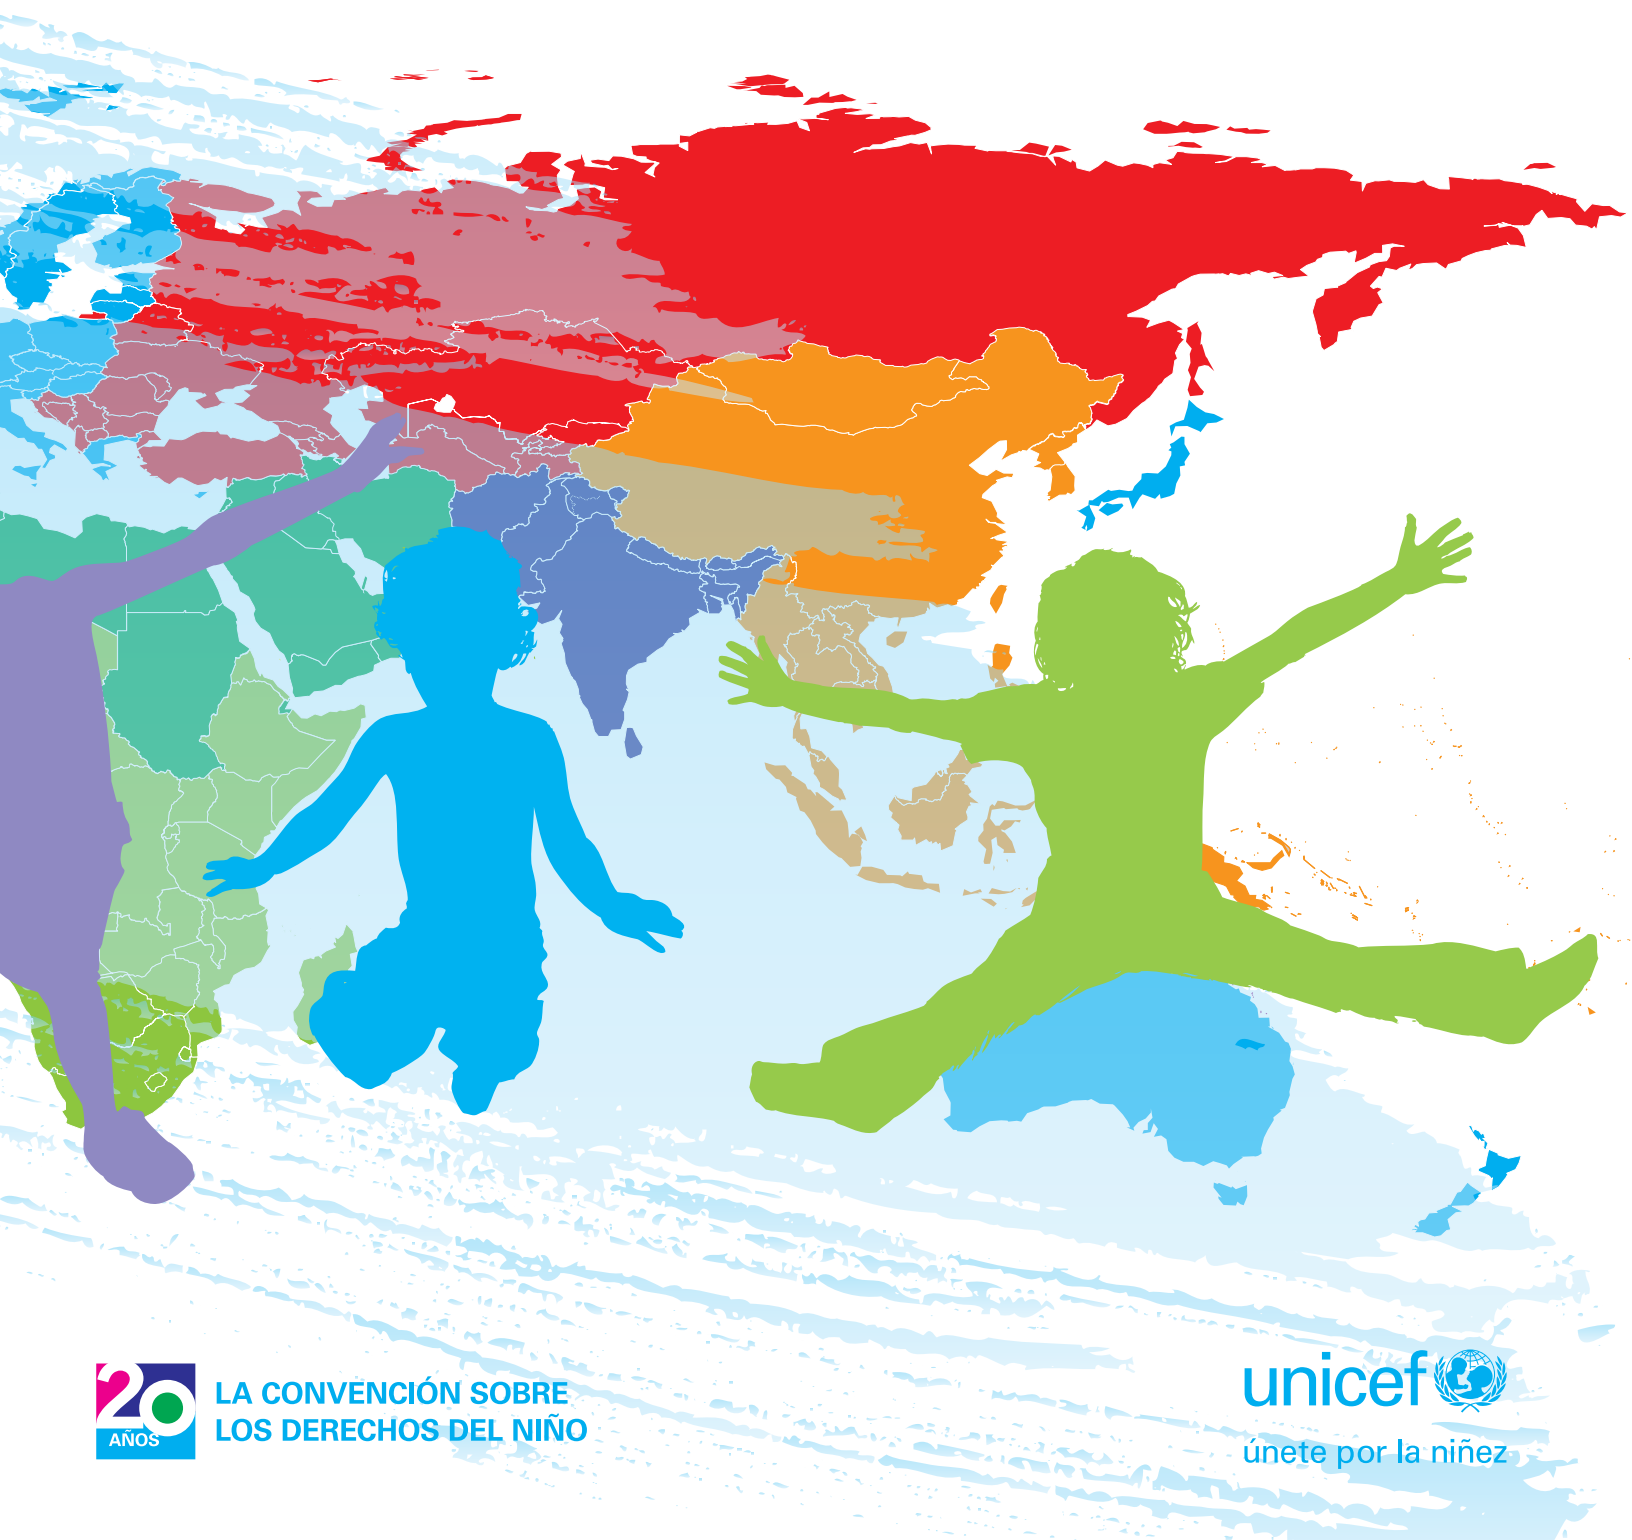 20
AÑOS
LA CONVENCIÓN SOBRE
LOS DERECHOS DEL NIÑO
unicef
únete por la niñez